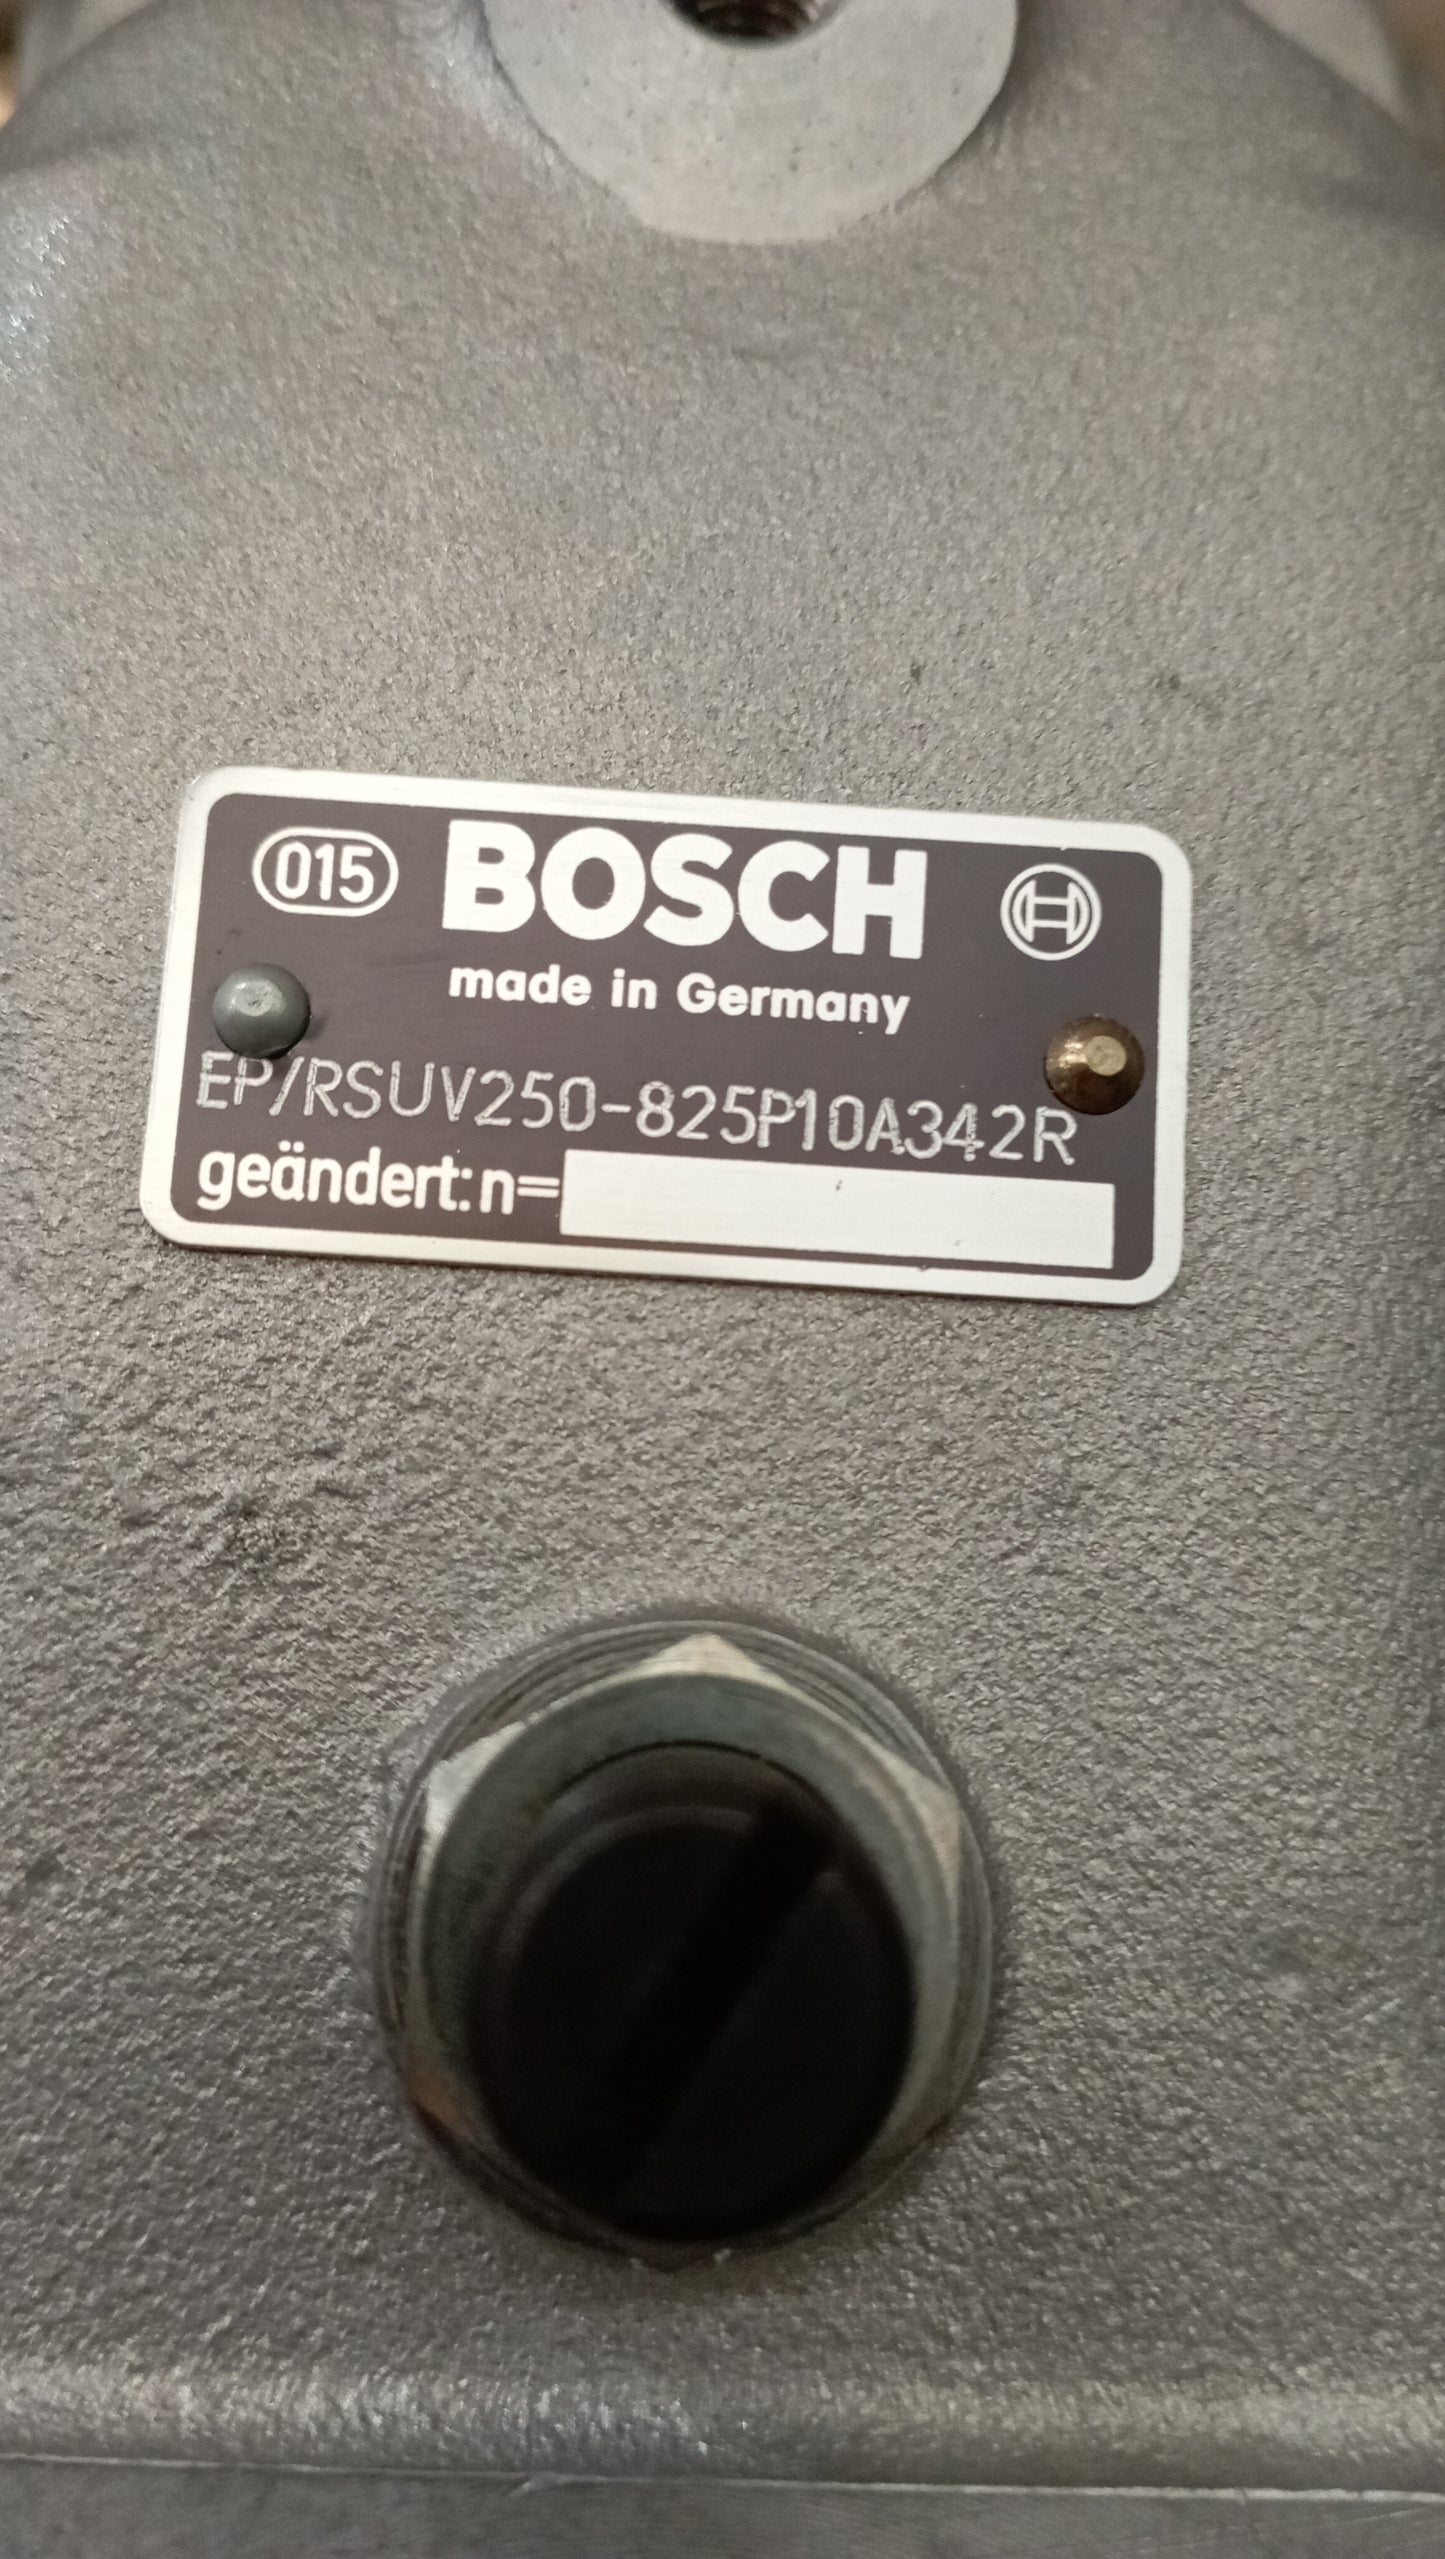 015 BOSCH
made in Germany
EP/RSUV250-825P10A342R
geändert: n=